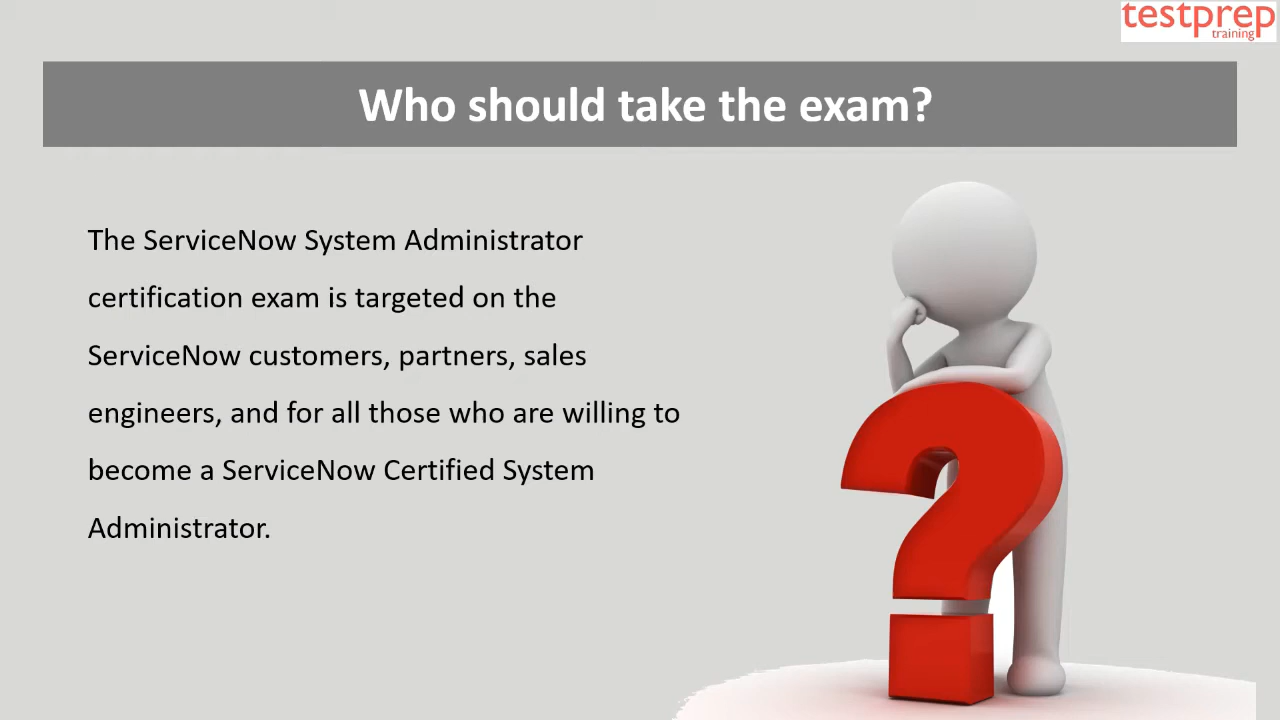 testprep
training
Who should take the exam?
The ServiceNow System Administrator
certification exam is targeted on the
ServiceNow customers, partners, sales
engineers, and for all those who are willing to
become a ServiceNow Certified System
Administrator.